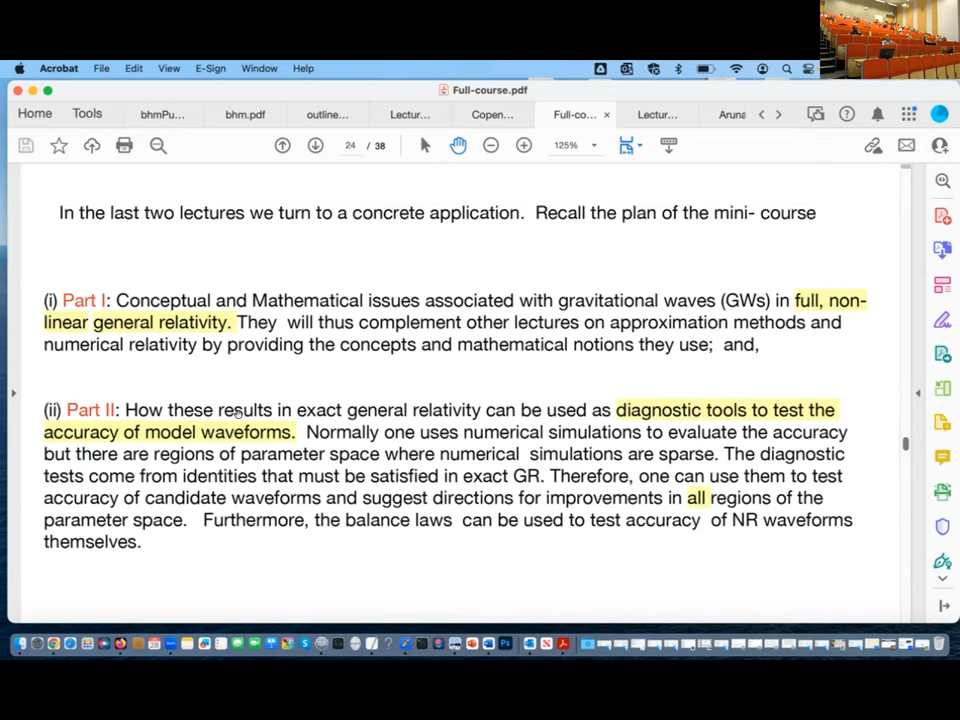 Acrobat File Edit View E-Sign Window Help
Full-course.pdf
Home Tools bhmPu... bhm.pdf outline... Lectur... Copen... Full-co... × Lectur... Aruna
24 / 38 125%
In the last two lectures we turn to a concrete application. Recall the plan of the mini- course
(i) Part I: Conceptual and Mathematical issues associated with gravitational waves (GWs) in full, non-
linear general relativity. They will thus complement other lectures on approximation methods and
numerical relativity by providing the concepts and mathematical notions they use; and,
(ii) Part II: How these results in exact general relativity can be used as diagnostic tools to test the
accuracy of model waveforms. Normally one uses numerical simulations to evaluate the accuracy
but there are regions of parameter space where numerical simulations are sparse. The diagnostic
tests come from identities that must be satisfied in exact GR. Therefore, one can use them to test
accuracy of candidate waveforms and suggest directions for improvements in all regions of the
parameter space. Furthermore, the balance laws can be used to test accuracy of NR waveforms
themselves.